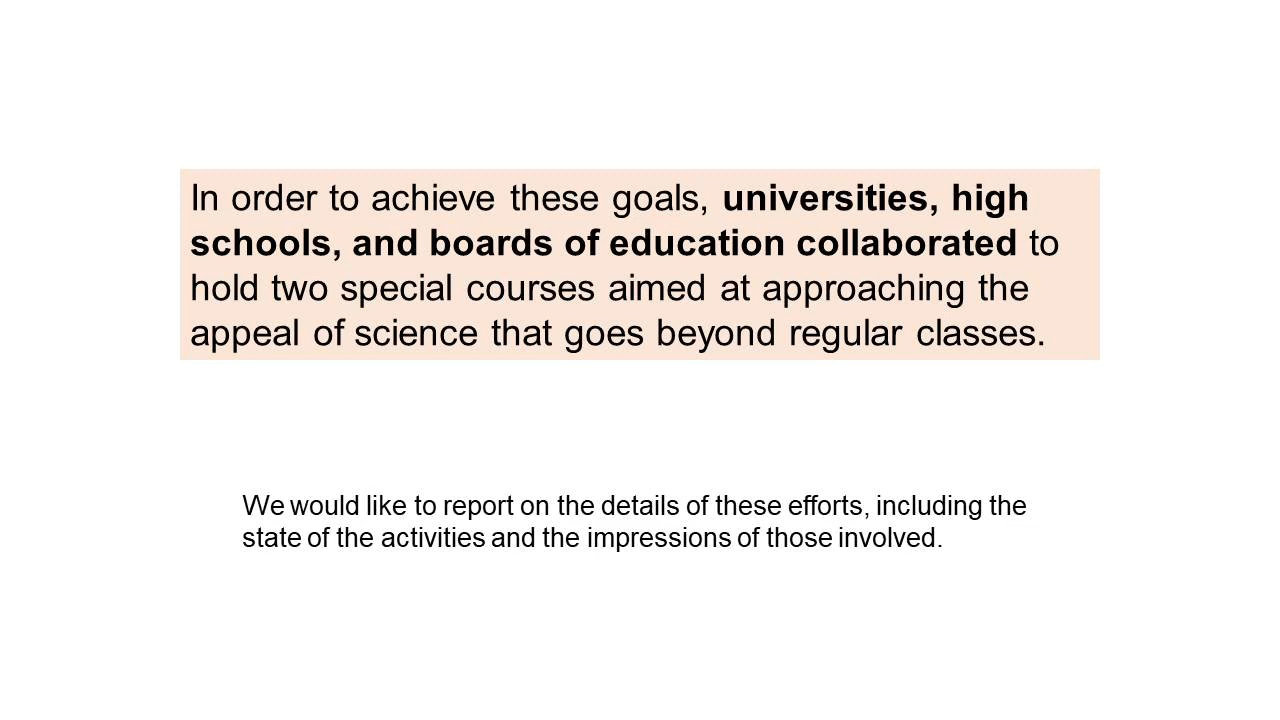 In order to achieve these goals, universities, high
schools, and boards of education collaborated to
hold two special courses aimed at approaching the
appeal of science that goes beyond regular classes.
We would like to report on the details of these efforts, including the
state of the activities and the impressions of those involved.